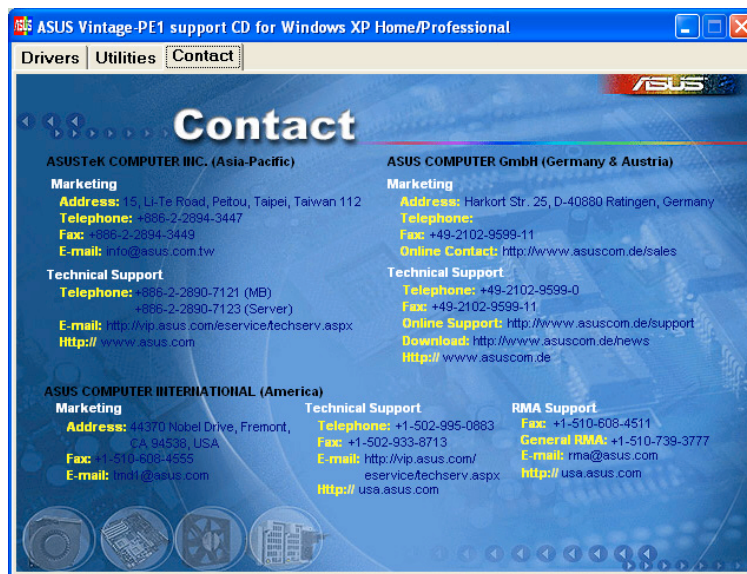 ASUS Vintage-PE1 support CD for Windows XP Home/Professional
Drivers Utilities Contact
ASUS
Contact
ASUSTeK COMPUTER INC. (Asia-Pacific)
Marketing
Address: 15, Li-Te Road, Peitou, Taipei, Taiwan 112
Telephone: +886-2-2894-3447
Fax: +886-2-2894-3449
E-mail: info@asus.com.tw
Technical Support
Telephone: +886-2-2890-7121 (MB)
+886-2-2890-7123 (Server)
E-mail: http://vip.asus.com/eservice/techserv.aspx
Http:// www.asus.com
ASUS COMPUTER GmbH (Germany & Austria)
Marketing
Address: Harkort Str. 25, D-40880 Ratingen, Germany
Telephone:
Fax: +49-2102-9599-11
Online Contact: http://www.asuscom.de/sales
Technical Support
Telephone: +49-2102-9599-0
Fax: +49-2102-9599-11
Online Support: http://www.asuscom.de/support
Download: http://www.asuscom.de/news
Http:// www.asuscom.de
ASUS COMPUTER INTERNATIONAL (America)
Marketing
Address: 44370 Nobel Drive, Fremont,
CA 94538, USA
Fax: +1-510-608-4555
E-mail: tmd1@asus.com
Technical Support
Telephone: +1-502-995-0883
Fax: +1-502-933-8713
E-mail: http://vip.asus.com/
eservice/techserv.aspx
Http:// usa.asus.com
RMA Support
Fax: +1-510-608-4511
General RMA: +1-510-739-3777
E-mail: rma@asus.com
http:// usa.asus.com